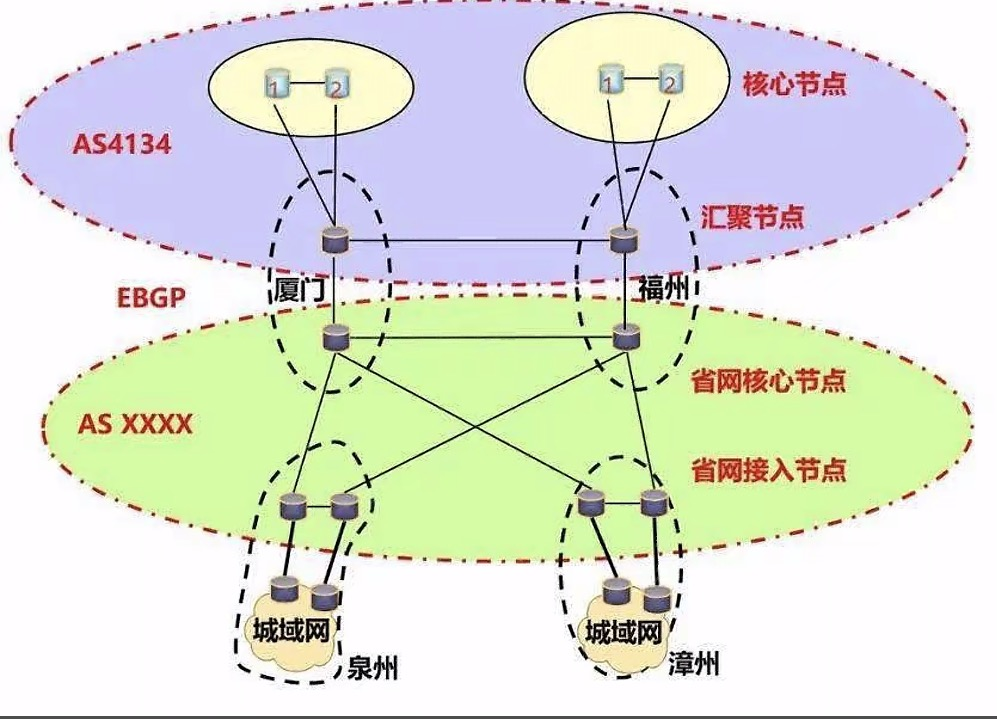 1 2
1 2
核心节点
AS4134
汇聚节点
厦门
福州
EBGP
省网核心节点
AS XXXX
省网接入节点
城域网
城域网
泉州
漳州